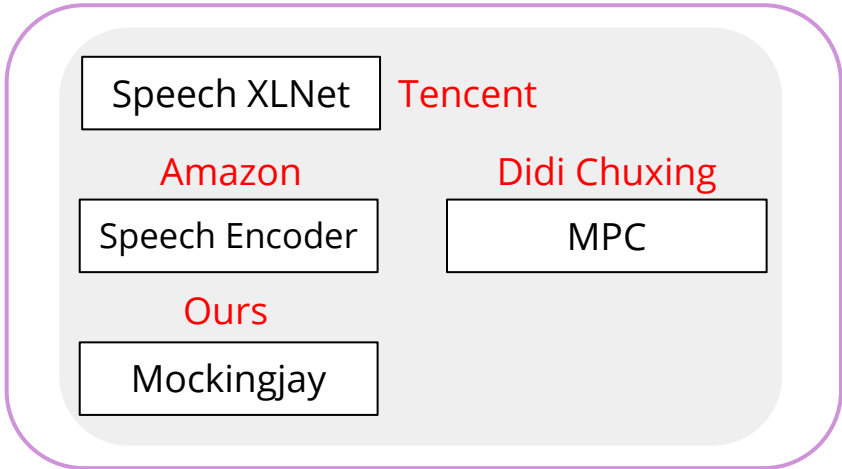 Speech XLNet Tencent
Amazon Didi Chuxing
Speech Encoder MPC
Ours
Mockingjay